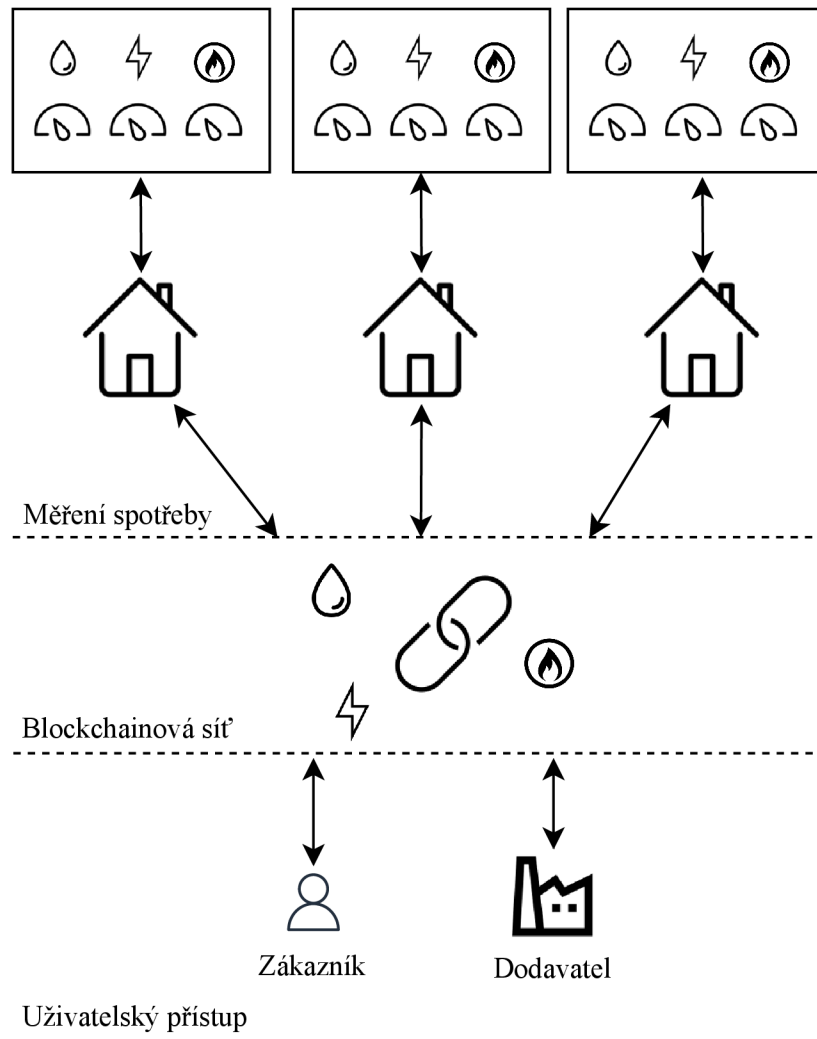 Měření spotřeby
Blockchainová síť
Zákazník
Dodavatel
Uživatelský přístup